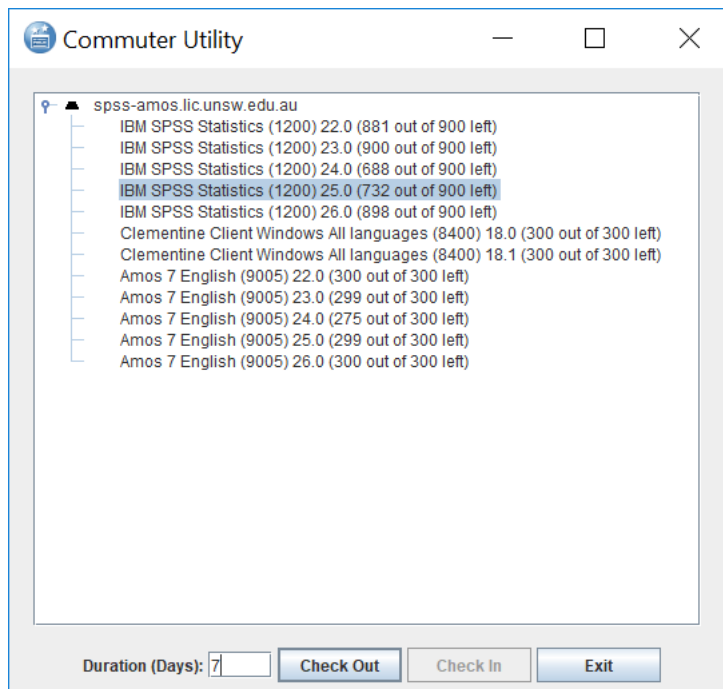 Commuter Utility
spss-amos.lic.unsw.edu.au
IBM SPSS Statistics (1200) 22.0 (881 out of 900 left)
IBM SPSS Statistics (1200) 23.0 (900 out of 900 left)
IBM SPSS Statistics (1200) 24.0 (688 out of 900 left)
IBM SPSS Statistics (1200) 25.0 (732 out of 900 left)
IBM SPSS Statistics (1200) 26.0 (898 out of 900 left)
Clementine Client Windows All languages (8400) 18.0 (300 out of 300 left)
Clementine Client Windows All languages (8400) 18.1 (300 out of 300 left)
Amos 7 English (9005) 22.0 (300 out of 300 left)
Amos 7 English (9005) 23.0 (299 out of 300 left)
Amos 7 English (9005) 24.0 (275 out of 300 left)
Amos 7 English (9005) 25.0 (299 out of 300 left)
Amos 7 English (9005) 26.0 (300 out of 300 left)
Duration (Days): 7 Check Out Check In Exit